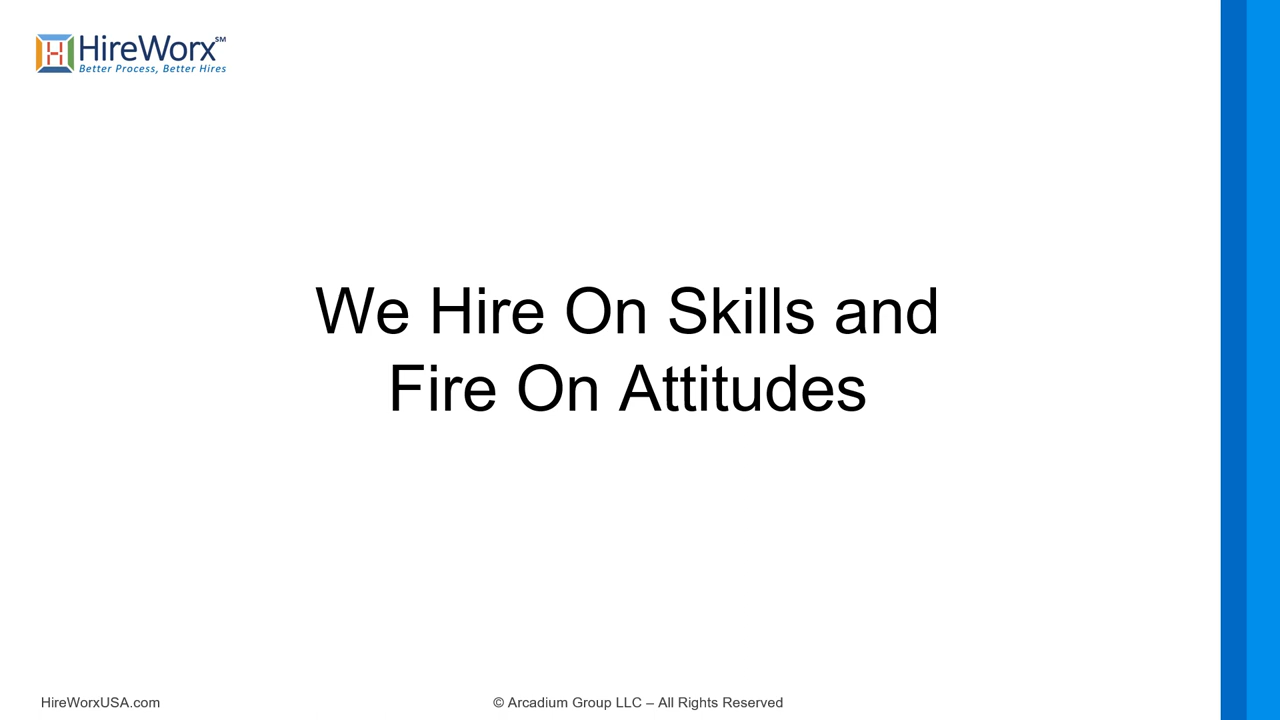 H
HireWorx℠
Better Process, Better Hires
We Hire On Skills and
Fire On Attitudes
HireWorxUSA.com
© Arcadium Group LLC – All Rights Reserved